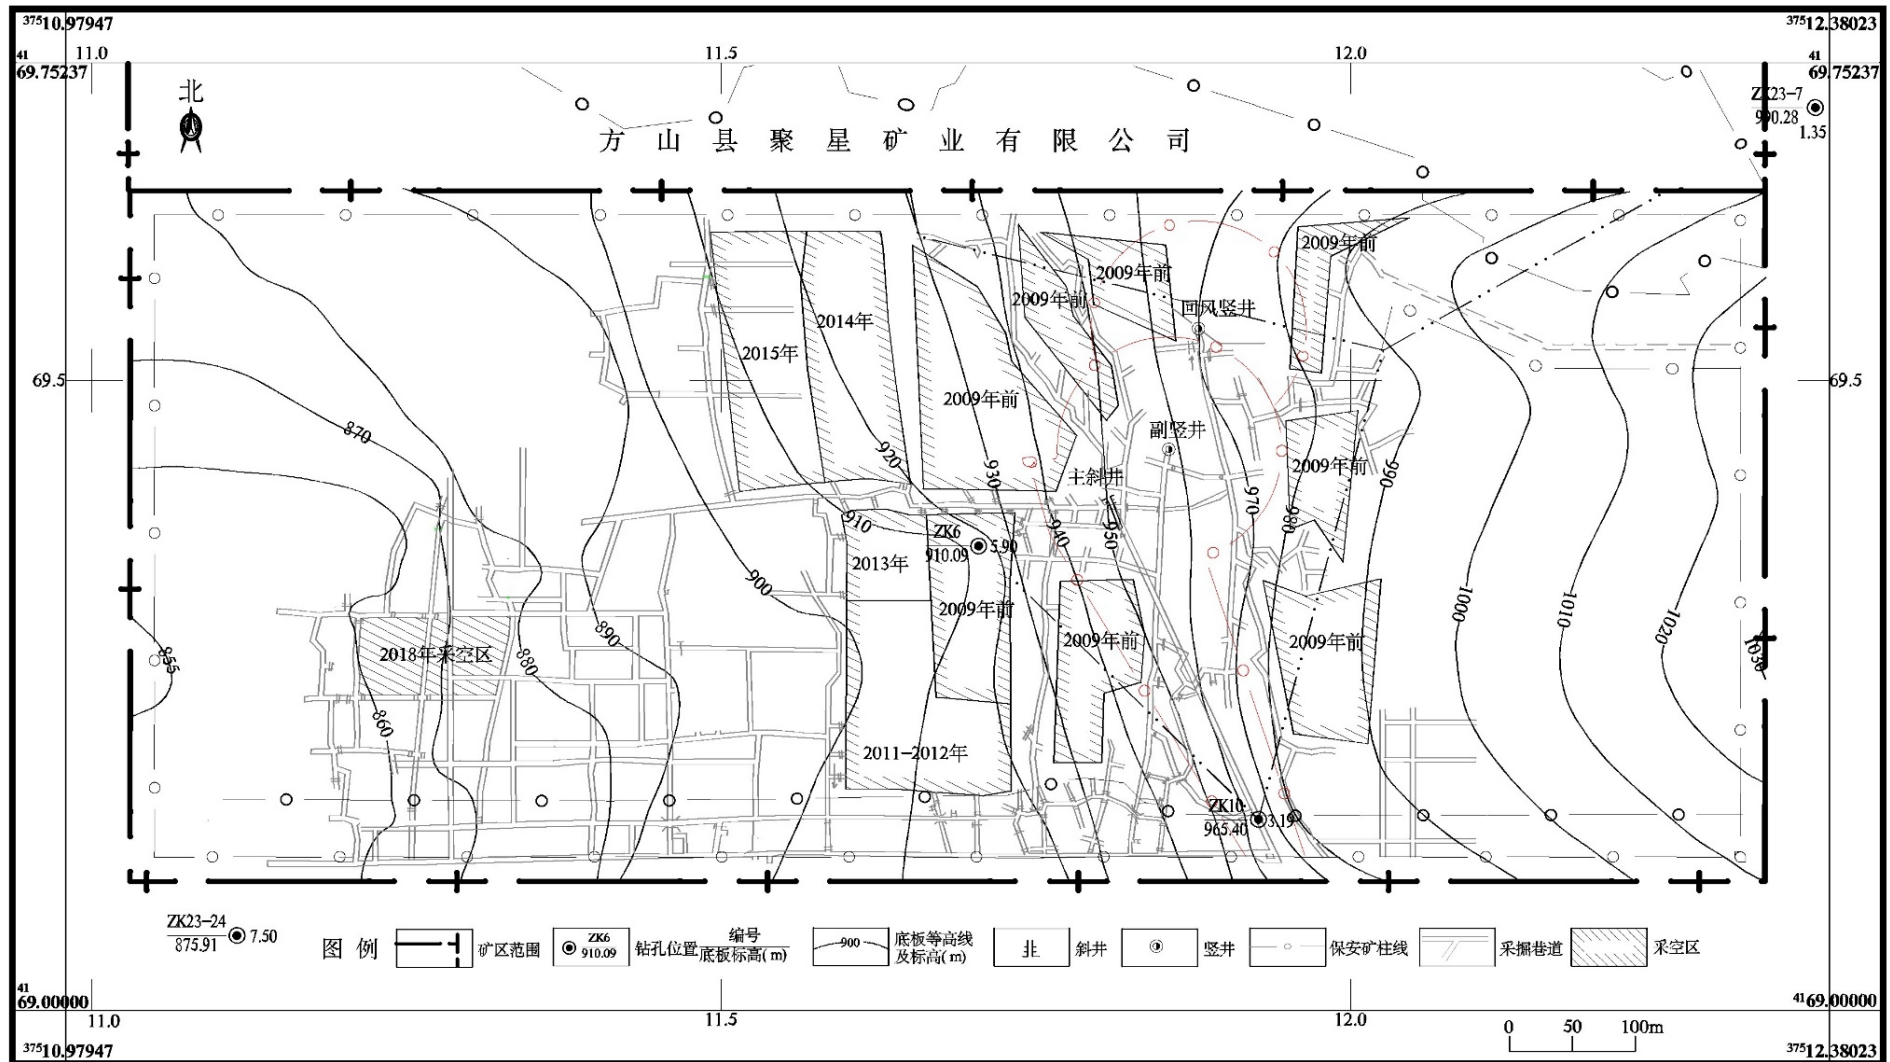 37510.97947
37512.38023
4169.75237
11.0
11.5
12.0
4169.75237
北
ZK23-7
990.28
1.35
方山县聚星矿业有限公司
2009年前
2009年前
2009年前
回风竖井
2014年
2015年
69.5
69.5
2009年前
870
副竖井
920
930
主斜井
2009年前
990
970
980
910
940
950
ZK6
910.09
5.90
2013年
900
2009年前
2009年前
2009年前
1000
1010
1020
1030
890
880
2018年采空区
855
860
2011-2012年
ZK10
965.40
3.19
ZK23-24
875.91
7.50
图例
矿区范围
ZK6
910.09
钻孔位置
编号
底板标高(m)
900
底板等高线
及标高(m)
斜井
竖井
保安矿柱线
采掘巷道
采空区
4169.00000
4169.00000
11.0
11.5
12.0
0 50 100m
37510.97947
37512.38023